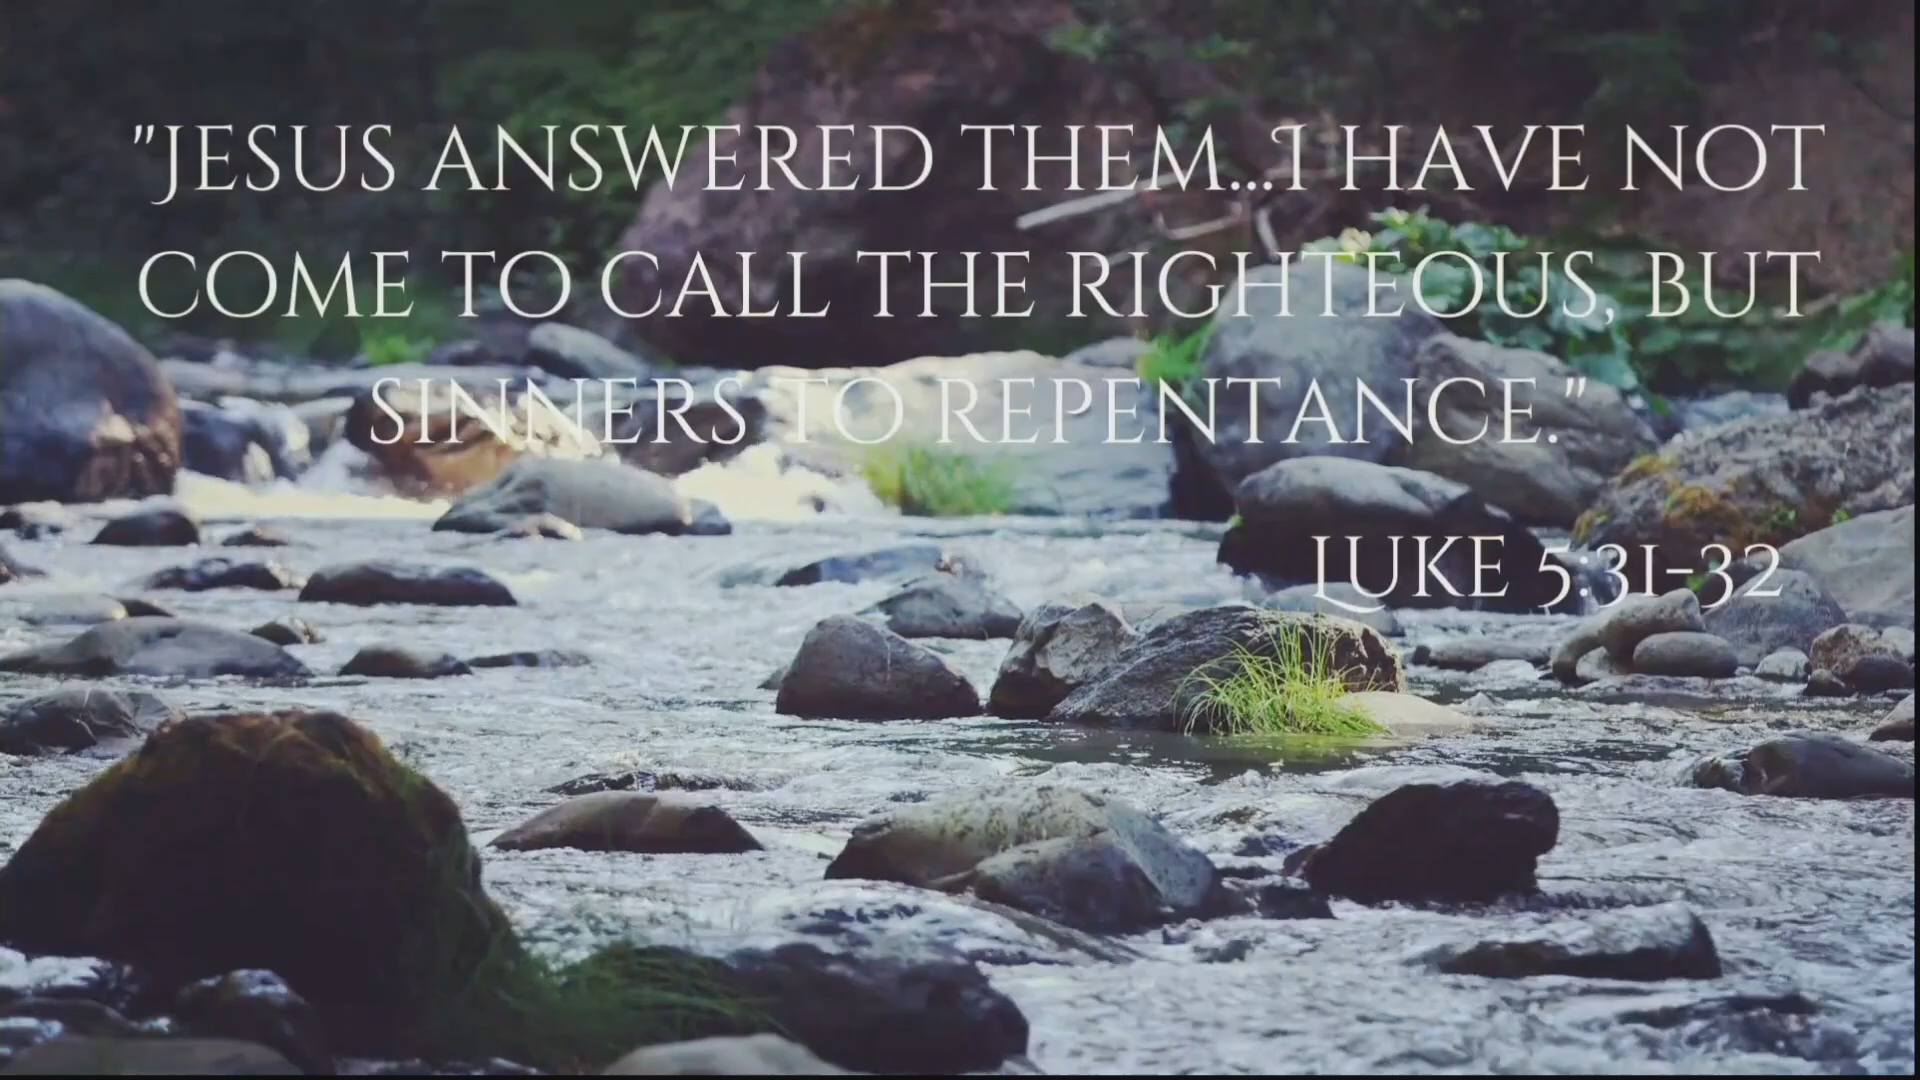 "JESUS ANSWERED THEM...I HAVE NOT
COME TO CALL THE RIGHTEOUS, BUT
SINNERS TO REPENTANCE."
LUKE 5:31-32